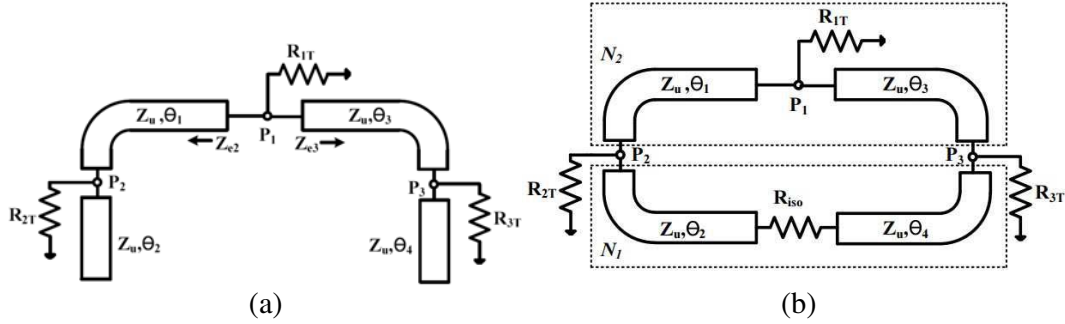 R1T
Zu,Θ1
Zu,Θ3
P1
Ze2
Ze3
P2
P3
R2T
R3T
Zu,Θ2
Zu,Θ4
(a)
N2
R1T
Zu,Θ1
Zu,Θ3
P1
P2
P3
R2T
Riso
R3T
Zu,Θ2
Zu,Θ4
N1
(b)